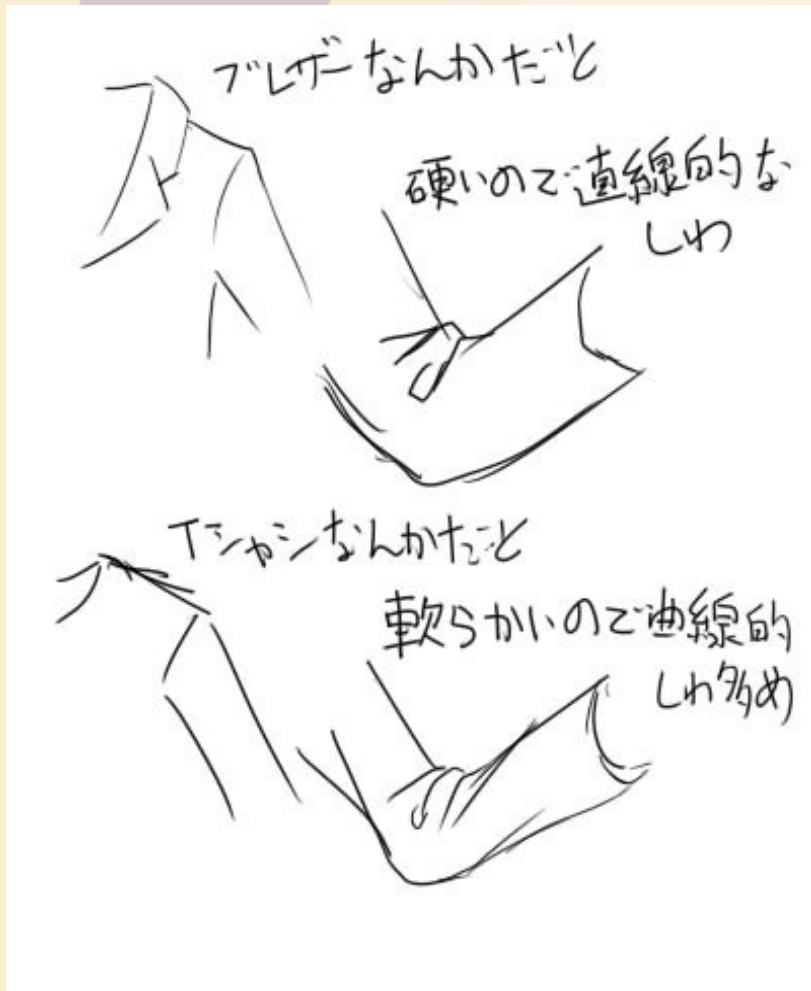 ブレザーなんかだと
硬いので直線的な
しわ
Tシャシなんかだと
軟らかいので曲線的
しわ多め